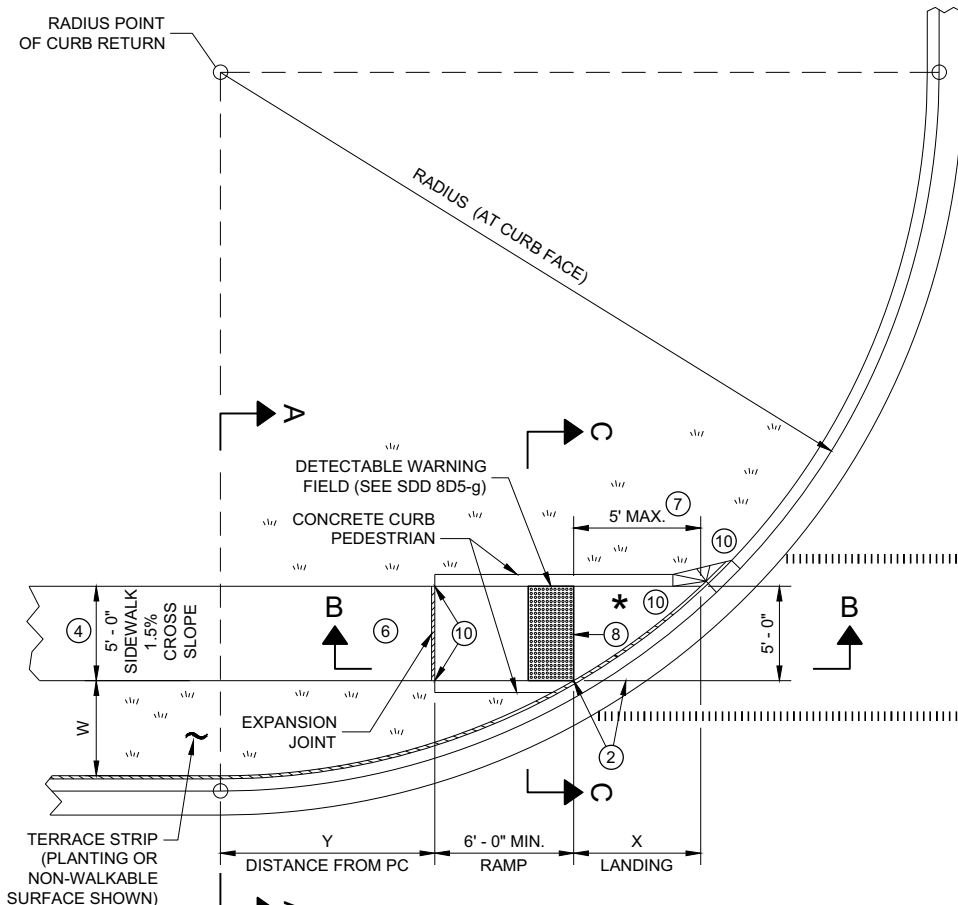 RADIUS POINT
OF CURB RETURN
RADIUS (AT CURB FACE)
A
C
DETECTABLE WARNING
FIELD (SEE SDD 8D5-g)
7
CONCRETE CURB
PEDESTRIAN
5' MAX.
10
4
5' - 0"
SIDEWALK
1.5%
CROSS
SLOPE
B
6
10
*
10
8
5' - 0"
B
W
EXPANSION
JOINT
2
~
C
TERRACE STRIP
(PLANTING OR
NON-WALKABLE
SURFACE SHOWN)
Y
DISTANCE FROM PC
6' - 0" MIN.
RAMP
X
LANDING